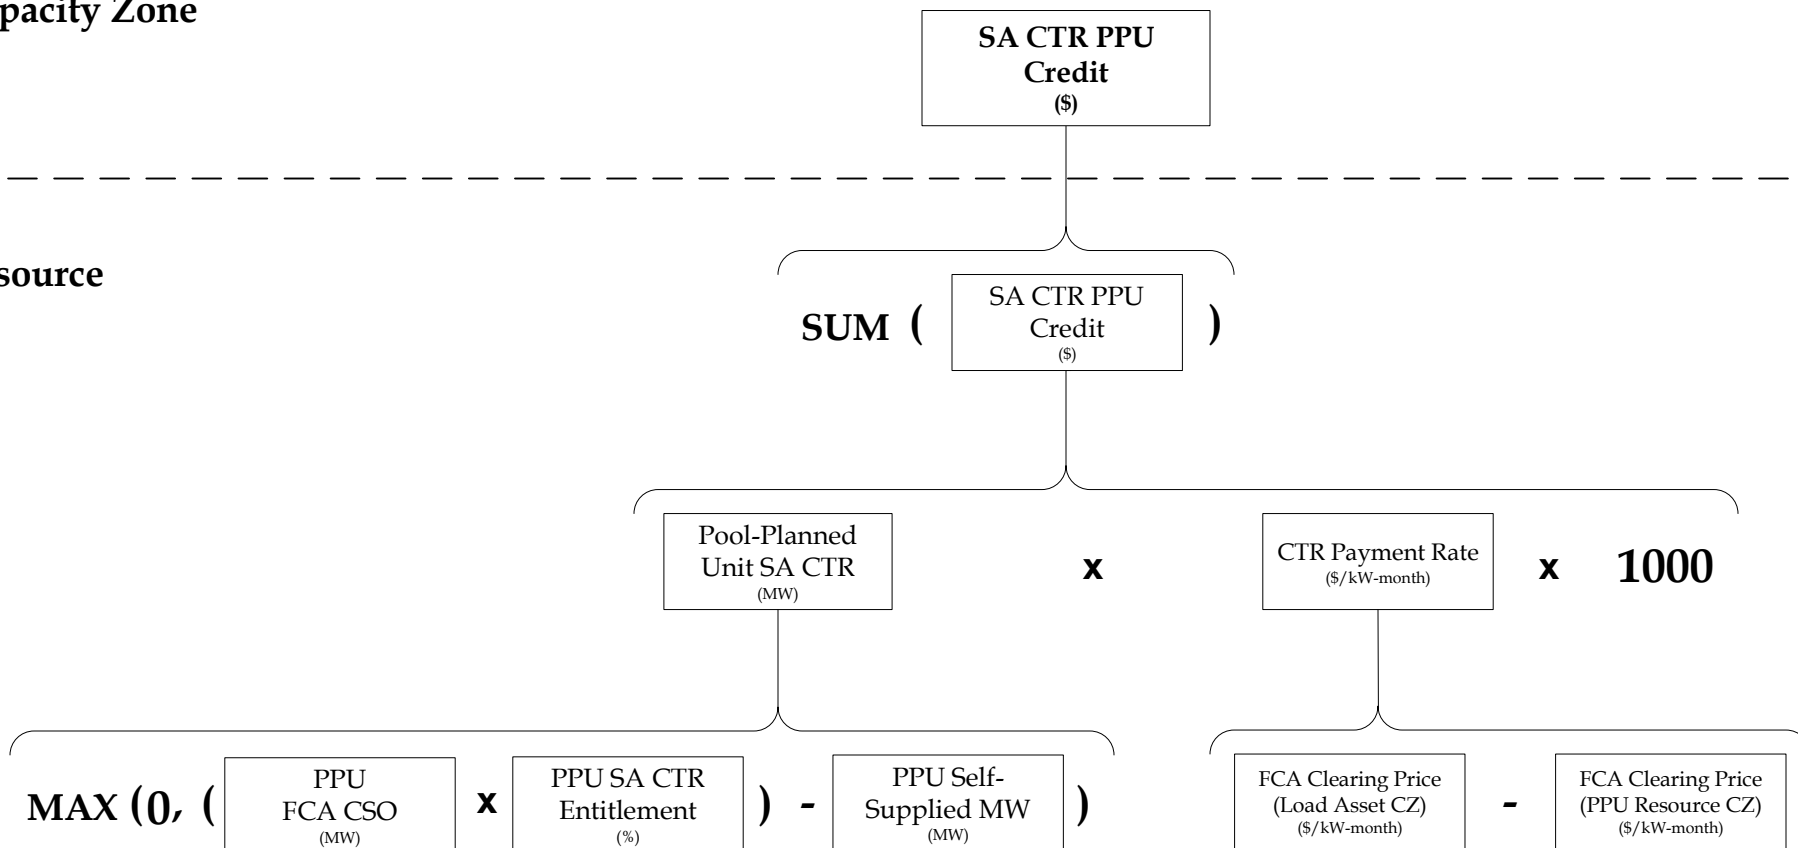 pacity Zone
SA CTR PPU
Credit
($)
source
SUM ( SA CTR PPU
Credit
($) )
Pool-Planned
Unit SA CTR
(MW)
x
CTR Payment Rate
($/kW-month)
x 1000
MAX (0, ( PPU
FCA CSO
(MW)
x
PPU SA CTR
Entitlement
(%)
) -
PPU Self-
Supplied MW
(MW)
)
FCA Clearing Price
(Load Asset CZ)
($/kW-month)
-
FCA Clearing Price
(PPU Resource CZ)
($/kW-month)